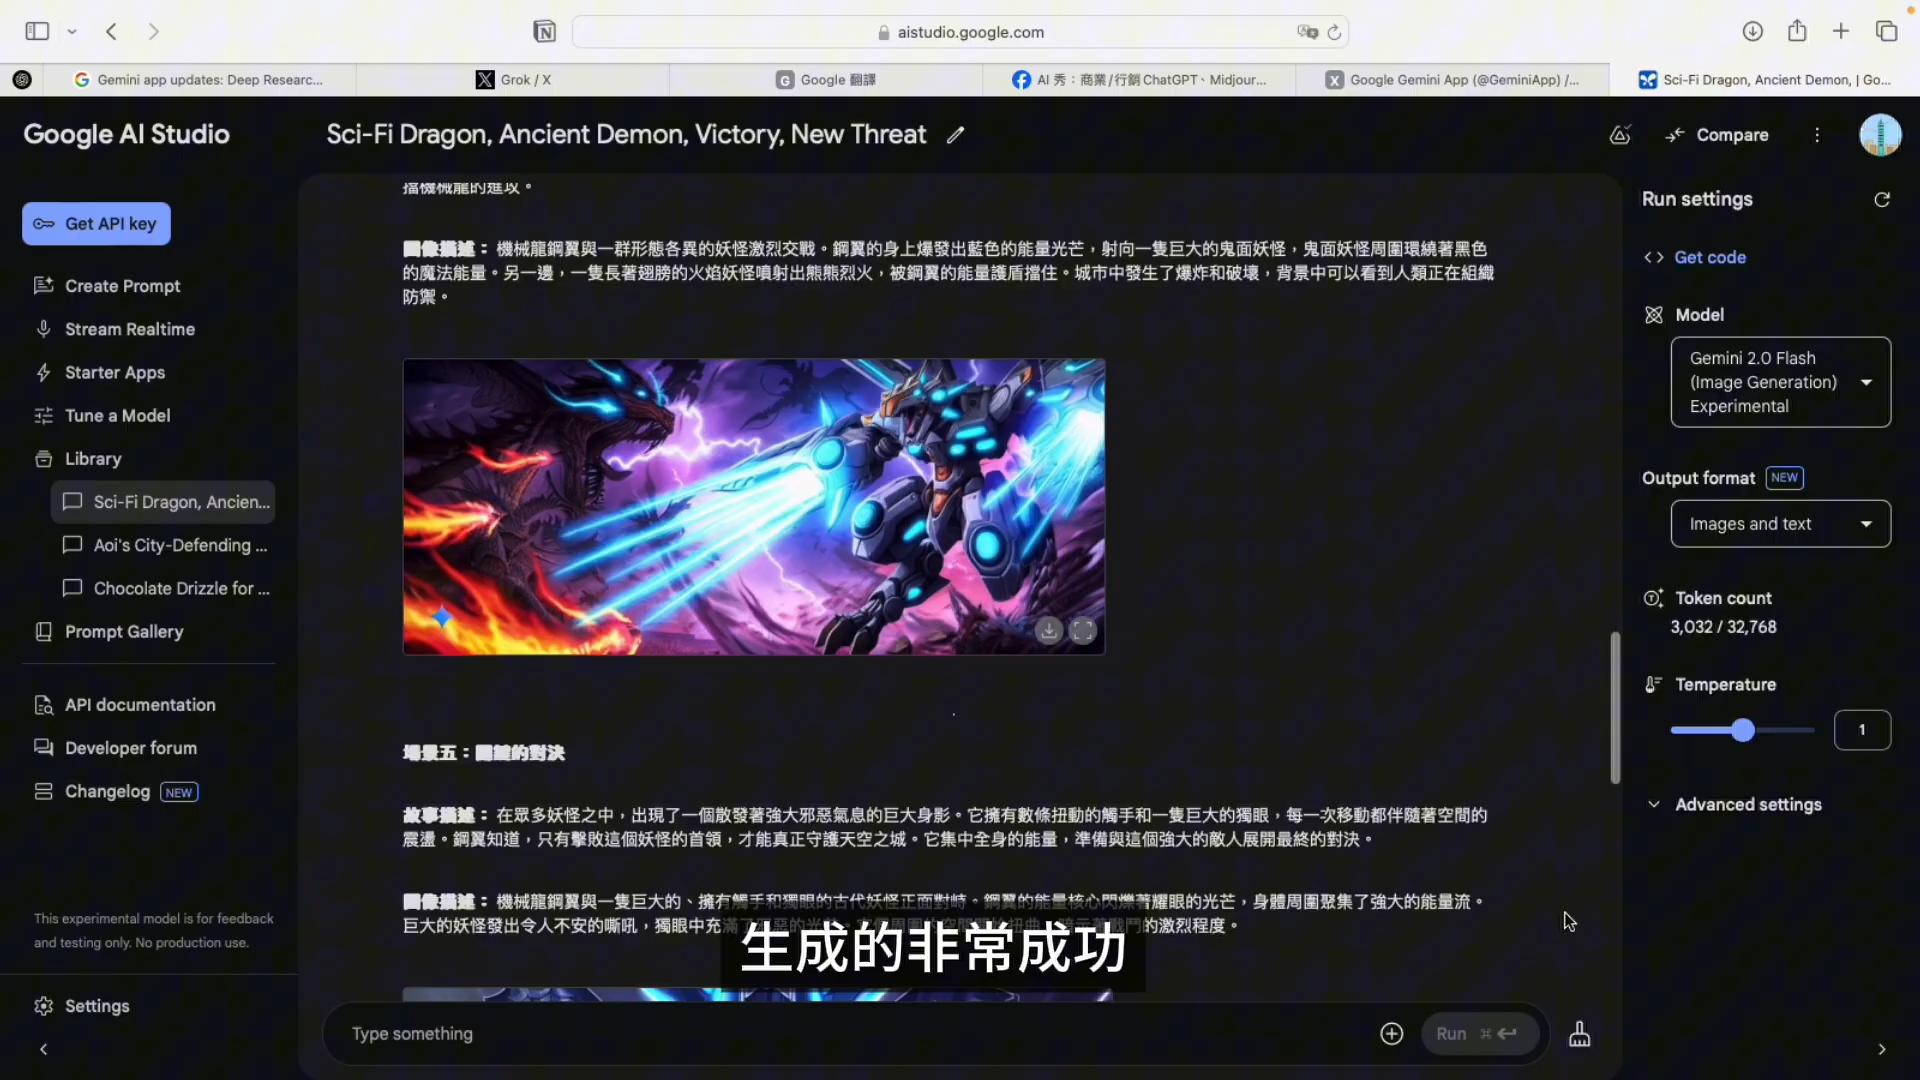 aistudio.google.com
Gemini app updates: Deep Researc...
Grok / X
Google 翻譯
AI 秀：商業/行銷 ChatGPT、Midjour...
Google Gemini App (@GeminiApp) /...
Sci-Fi Dragon, Ancient Demon, | Go...
Google AI Studio
Sci-Fi Dragon, Ancient Demon, Victory, New Threat
Compare
Get API key
Create Prompt
Stream Realtime
Starter Apps
Tune a Model
Library
Sci-Fi Dragon, Ancien...
Aoi's City-Defending ...
Chocolate Drizzle for ...
Prompt Gallery
API documentation
Developer forum
Changelog NEW
This experimental model is for feedback
and testing only. No production use.
Settings
擋機械龍的進攻。
圖像描述： 機械龍鋼翼與一群形態各異的妖怪激烈交戰。鋼翼的身上爆發出藍色的能量光芒，射向一隻巨大的鬼面妖怪，鬼面妖怪周圍環繞著黑色
的魔法能量。另一邊，一隻長著翅膀的火焰妖怪噴射出熊熊烈火，被鋼翼的能量護盾擋住。城市中發生了爆炸和破壞，背景中可以看到人類正在組織
防禦。
場景五：關鍵的對決
故事描述： 在眾多妖怪之中，出現了一個散發著強大邪惡氣息的巨大身影。它擁有數條扭動的觸手和一隻巨大的獨眼，每一次移動都伴隨著空間的
震盪。鋼翼知道，只有擊敗這個妖怪的首領，才能真正守護天空之城。它集中全身的能量，準備與這個強大的敵人展開最終的對決。
圖像描述： 機械龍鋼翼與一隻巨大的、擁有觸手和獨眼的古代妖怪正面對峙。鋼翼的能量核心閃爍著耀眼的光芒，身體周圍聚集了強大的能量流。
巨大的妖怪發出令人不安的嘶吼，獨眼中充滿了的激烈程度。
生成的非常成功
Type something
Run ⌘ ↵
Run settings
Get code
Model
Gemini 2.0 Flash
(Image Generation)
Experimental
Output format NEW
Images and text
Token count
3,032 / 32,768
Temperature
1
Advanced settings